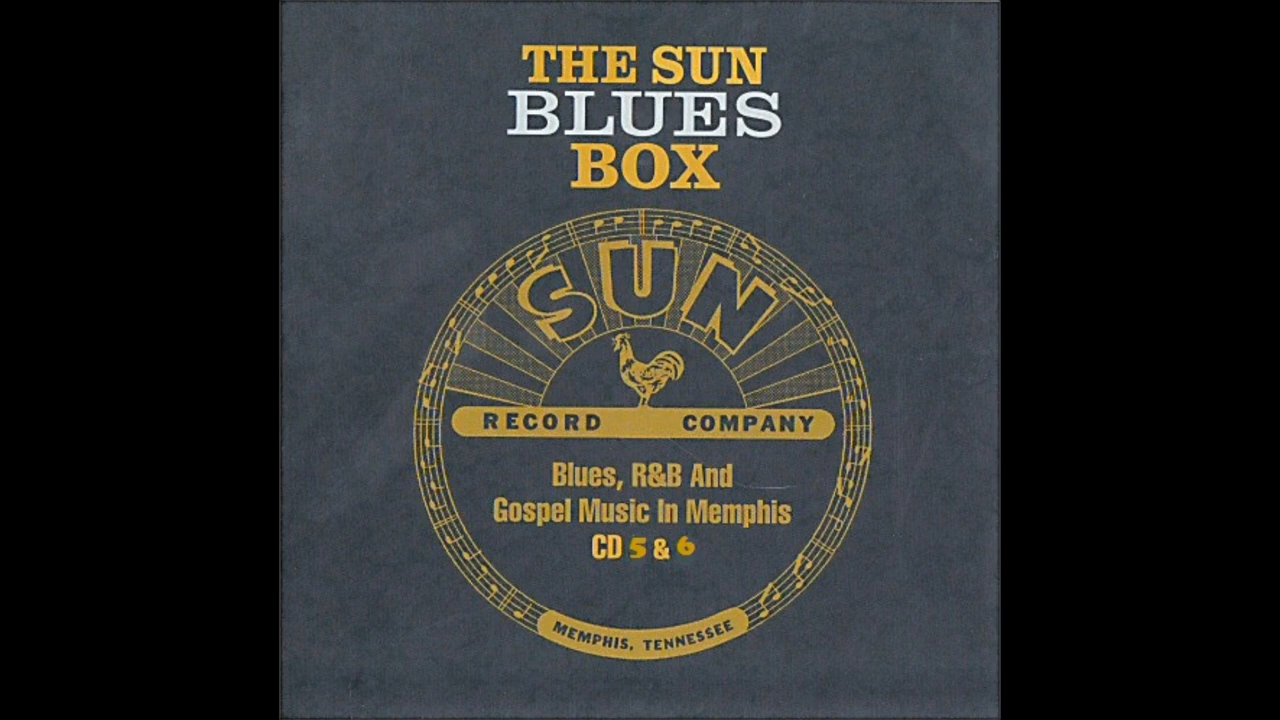 THE SUN
BLUES
BOX
SUN
RECORD COMPANY
Blues, R&B And
Gospel Music In Memphis
CD 5 & 6
MEMPHIS, TENNESSEE